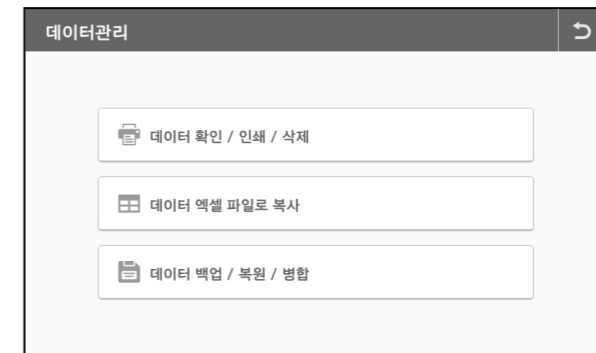 데이터관리
데이터 확인 / 인쇄 / 삭제
데이터 엑셀 파일로 복사
데이터 백업 / 복원 / 병합